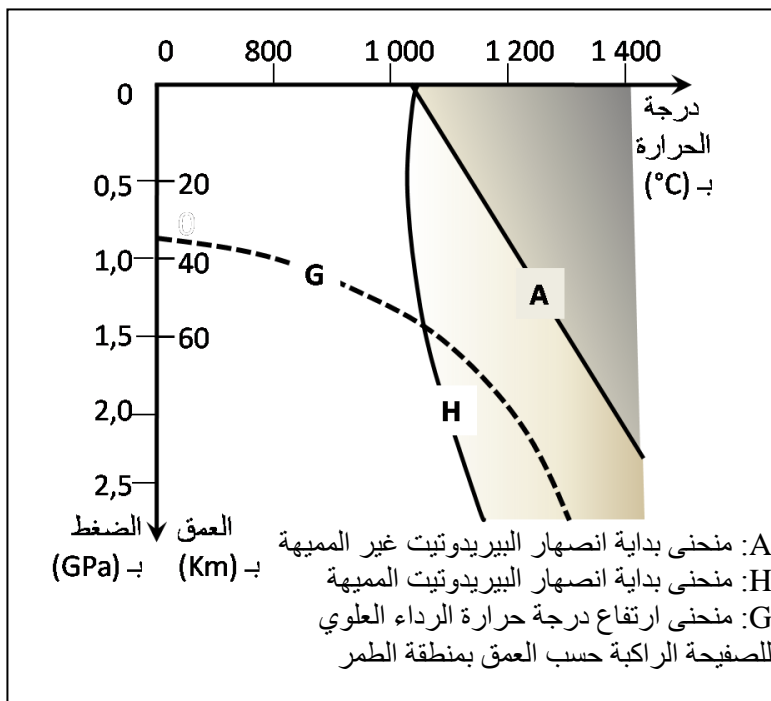 0 800 1 000 1 200 1 400
درجة
الحرارة
بـ (°C)
0
0,5 20
0
1,0 40
G
A
1,5 60
2,0
H
2,5
الضغط العمق
بـ (GPa) بـ (Km)
A: منحنى بداية انصهار البيريدوتيت غير المميهة
H: منحنى بداية انصهار البيريدوتيت المميهة
G: منحنى ارتفاع درجة حرارة الرداء العلوي
للصفيحة الراكبة حسب العمق بمنطقة الطمر